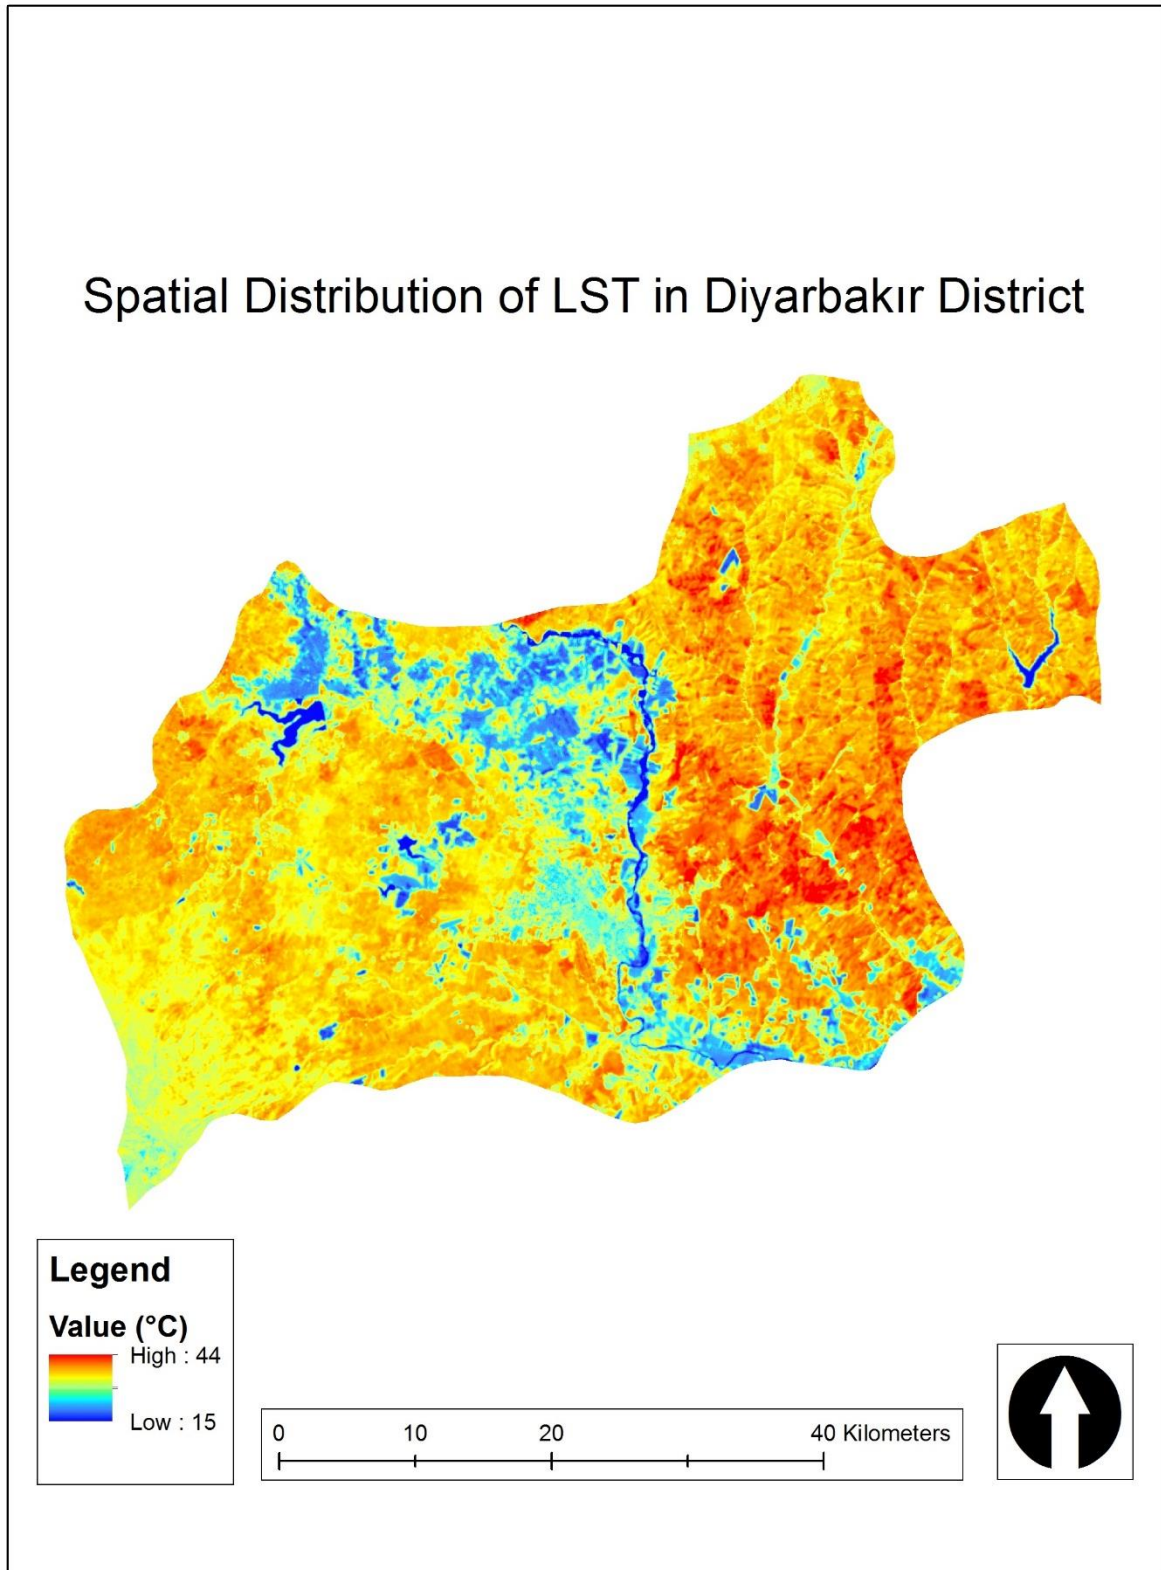 Spatial Distribution of LST in Diyarbakır District
Legend
Value (°C)
High : 44
Low : 15
0 10 20 40 Kilometers